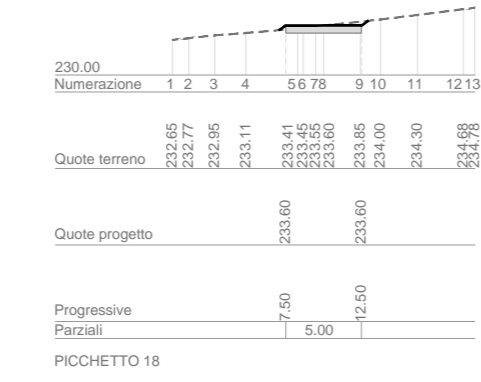 230.00
Numerazione 1 2 3 4 5 6 7 8 9 10 11 12 13
Quote terreno 232.65 232.77 232.95 233.11 233.41 233.45 233.55 233.60 233.85 234.00 234.30 234.68 234.78
Quote progetto 233.60 233.60
Progressive 7.50 12.50
Parziali 5.00
PICCHETTO 18